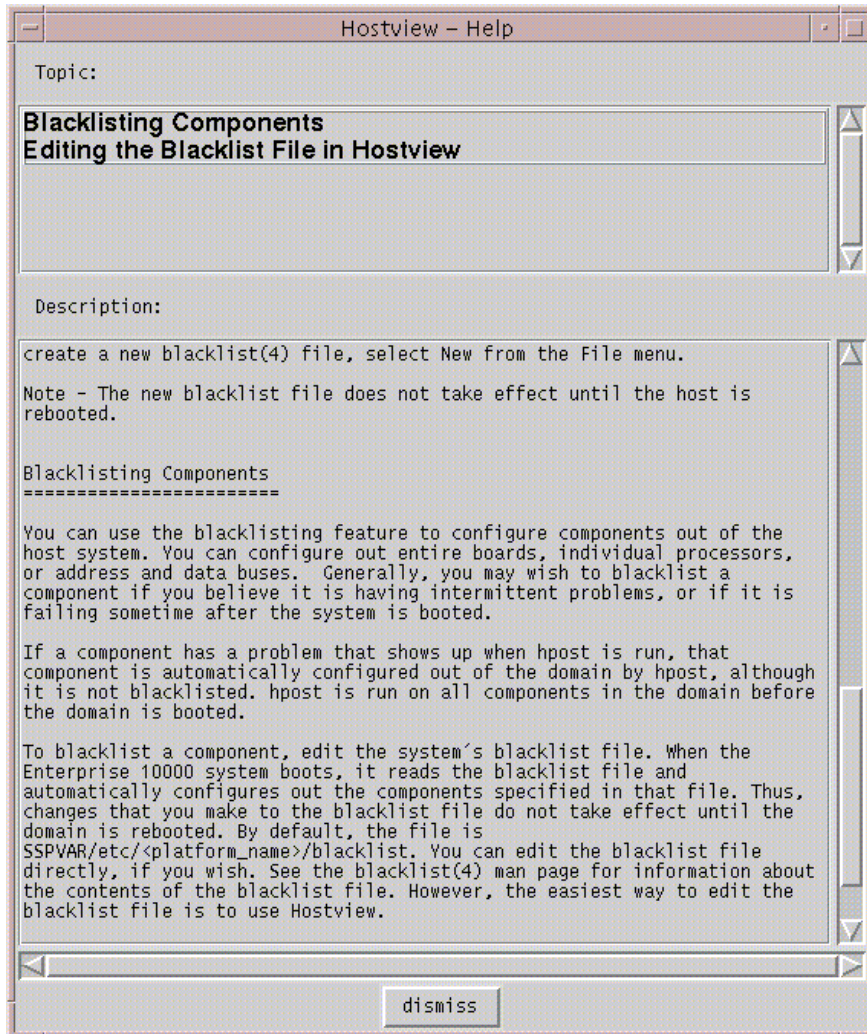 Hostview – Help
Topic:
Blacklisting Components
Editing the Blacklist File in Hostview
Description:
create a new blacklist(4) file, select New from the File menu.
Note - The new blacklist file does not take effect until the host is
rebooted.
Blacklisting Components
========================
You can use the blacklisting feature to configure components out of the
host system. You can configure out entire boards, individual processors,
or address and data buses.  Generally, you may wish to blacklist a
component if you believe it is having intermittent problems, or if it is
failing sometime after the system is booted.
If a component has a problem that shows up when hpost is run, that
component is automatically configured out of the domain by hpost, although
it is not blacklisted. hpost is run on all components in the domain before
the domain is booted.
To blacklist a component, edit the system´s blacklist file. When the
Enterprise 10000 system boots, it reads the blacklist file and
automatically configures out the components specified in that file. Thus,
changes that you make to the blacklist file do not take effect until the
domain is rebooted. By default, the file is
SSPVAR/etc/<platform_name>/blacklist. You can edit the blacklist file
directly, if you wish. See the blacklist(4) man page for information about
the contents of the blacklist file. However, the easiest way to edit the
blacklist file is to use Hostview.
dismiss